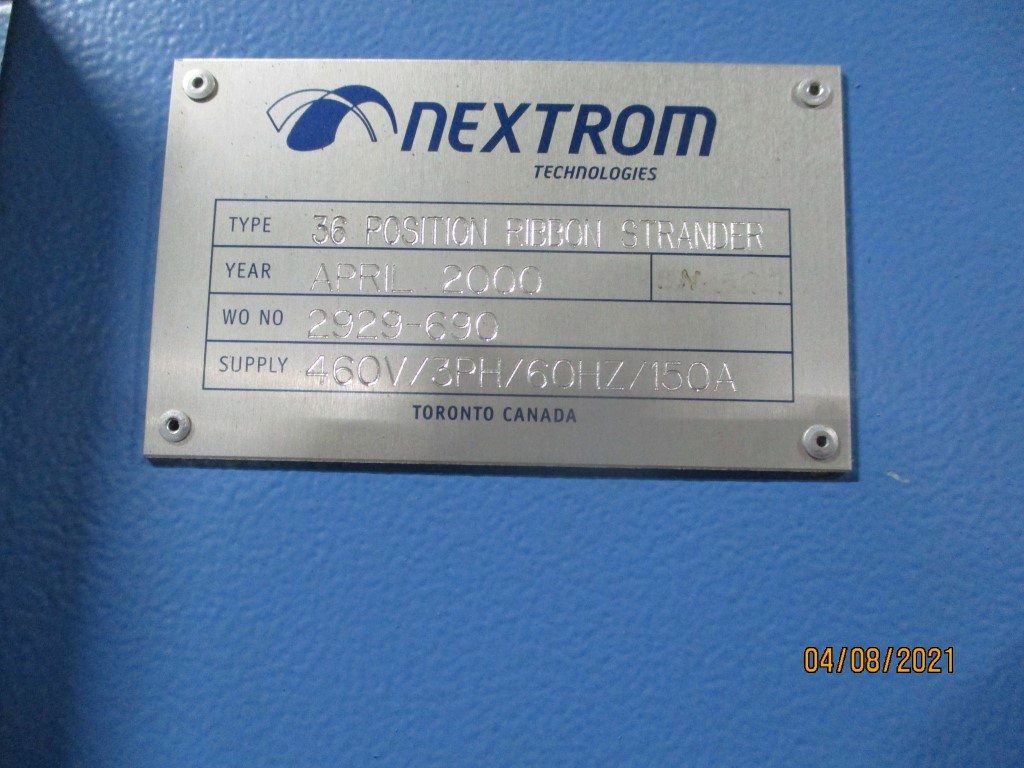 NEXTROM
TECHNOLOGIES
TYPE 36 POSITION RIBBON STRANDER
YEAR APRIL 2000
WO NO 2929-690
SUPPLY 460V/3PH/60HZ/150A
TORONTO CANADA
04/08/2021